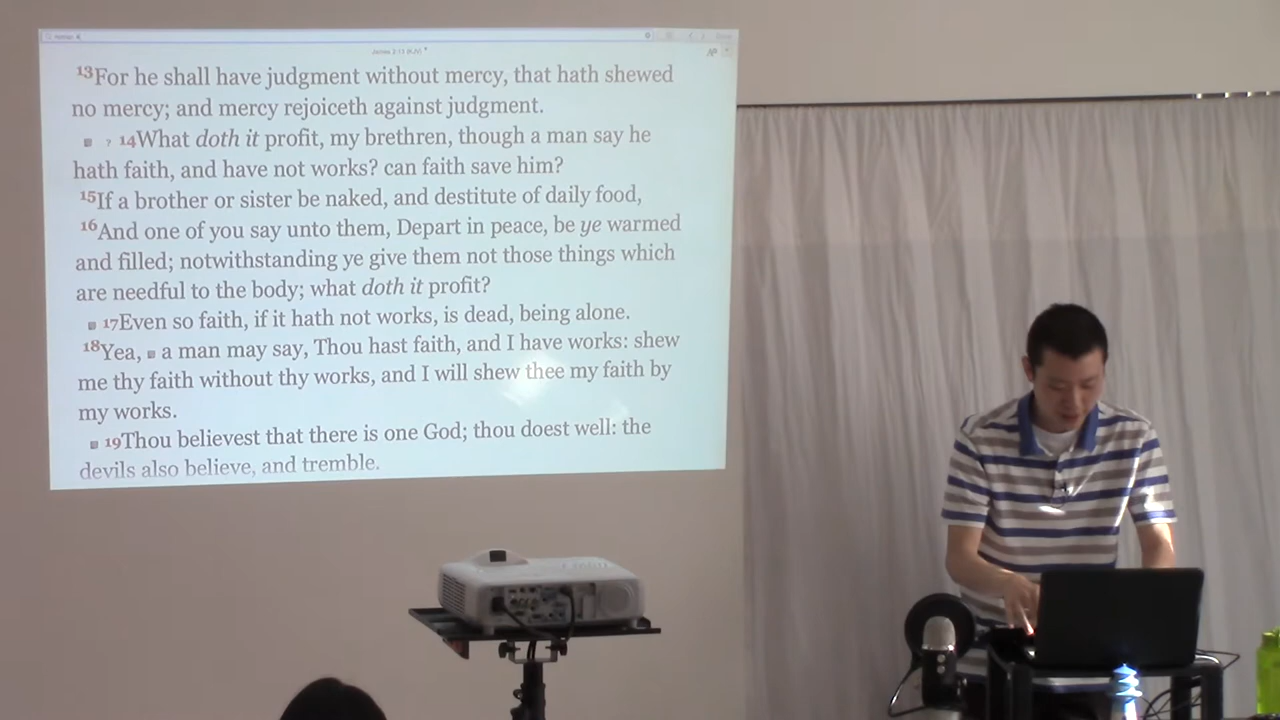 James 2:13 (KJV)
13For he shall have judgment without mercy, that hath shewed
no mercy; and mercy rejoiceth against judgment.
? 14What doth it profit, my brethren, though a man say he
hath faith, and have not works? can faith save him?
15If a brother or sister be naked, and destitute of daily food,
16And one of you say unto them, Depart in peace, be ye warmed
and filled; notwithstanding ye give them not those things which
are needful to the body; what doth it profit?
17Even so faith, if it hath not works, is dead, being alone.
18Yea, a man may say, Thou hast faith, and I have works: shew
me thy faith without thy works, and I will shew thee my faith by
my works.
19Thou believest that there is one God; thou doest well: the
devils also believe, and tremble.